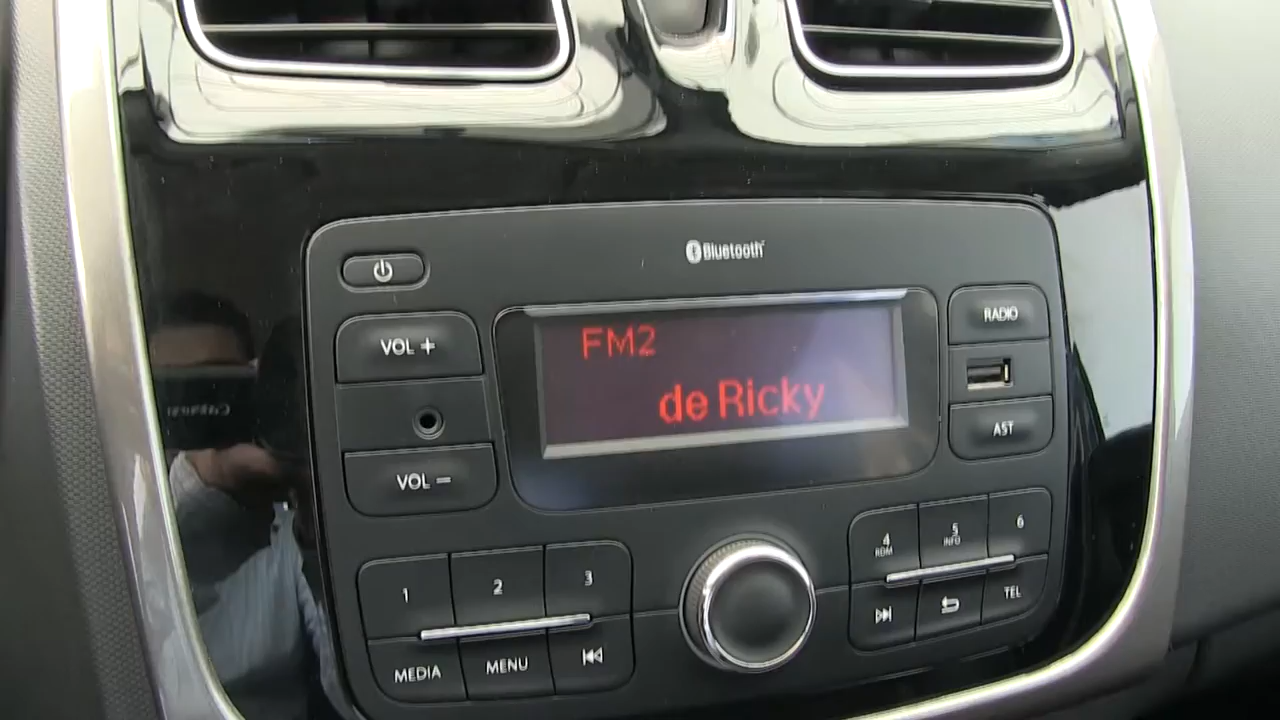 Bluetooth
VOL +
FM2
RADIO
de Ricky
AST
VOL −
1
2
3
4
RDM
5
INFO
6
MEDIA
MENU
TEL